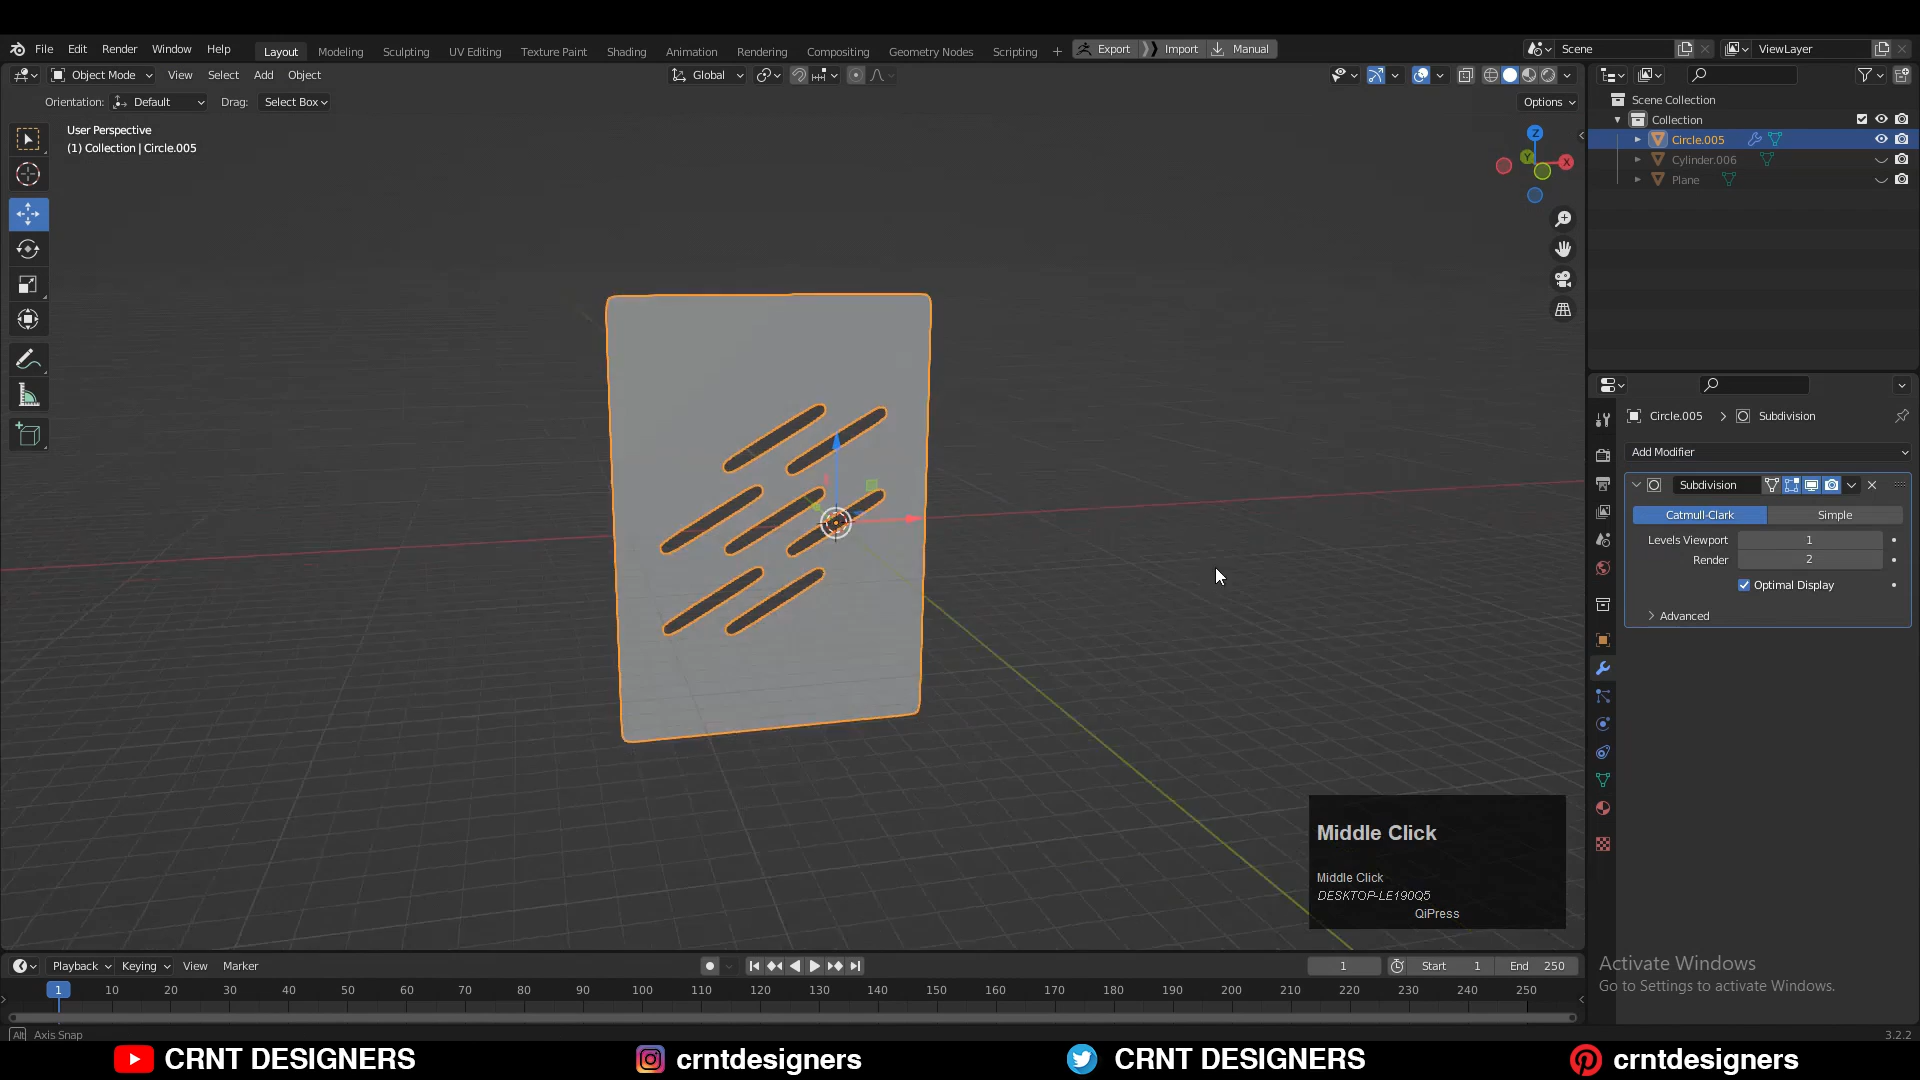 File Edit Render Window Help Layout Modeling Sculpting UV Editing Texture Paint Shading Animation Rendering Compositing Geometry Nodes Scripting + Export Import Manual Scene ViewLayer
Object Mode View Select Add Object Global
Orientation: Default Drag: Select Box Options
User Perspective
(1) Collection | Circle.005
Z
Y
X
Scene Collection
Collection
Circle.005
Cylinder.006
Plane
Circle.005 > Subdivision
Add Modifier
Subdivision
Catmull-Clark Simple
Levels Viewport 1
Render 2
Optimal Display
Advanced
Middle Click
Middle Click
DESKTOP-LE190Q5
QiPress
Activate Windows
Go to Settings to activate Windows.
Playback Keying View Marker 1 Start 1 End 250
1 10 20 30 40 50 60 70 80 90 100 110 120 130 140 150 160 170 180 190 200 210 220 230 240 250
Alt Axis Snap 3.2.2
CRNT DESIGNERS crntdesigners CRNT DESIGNERS crntdesigners